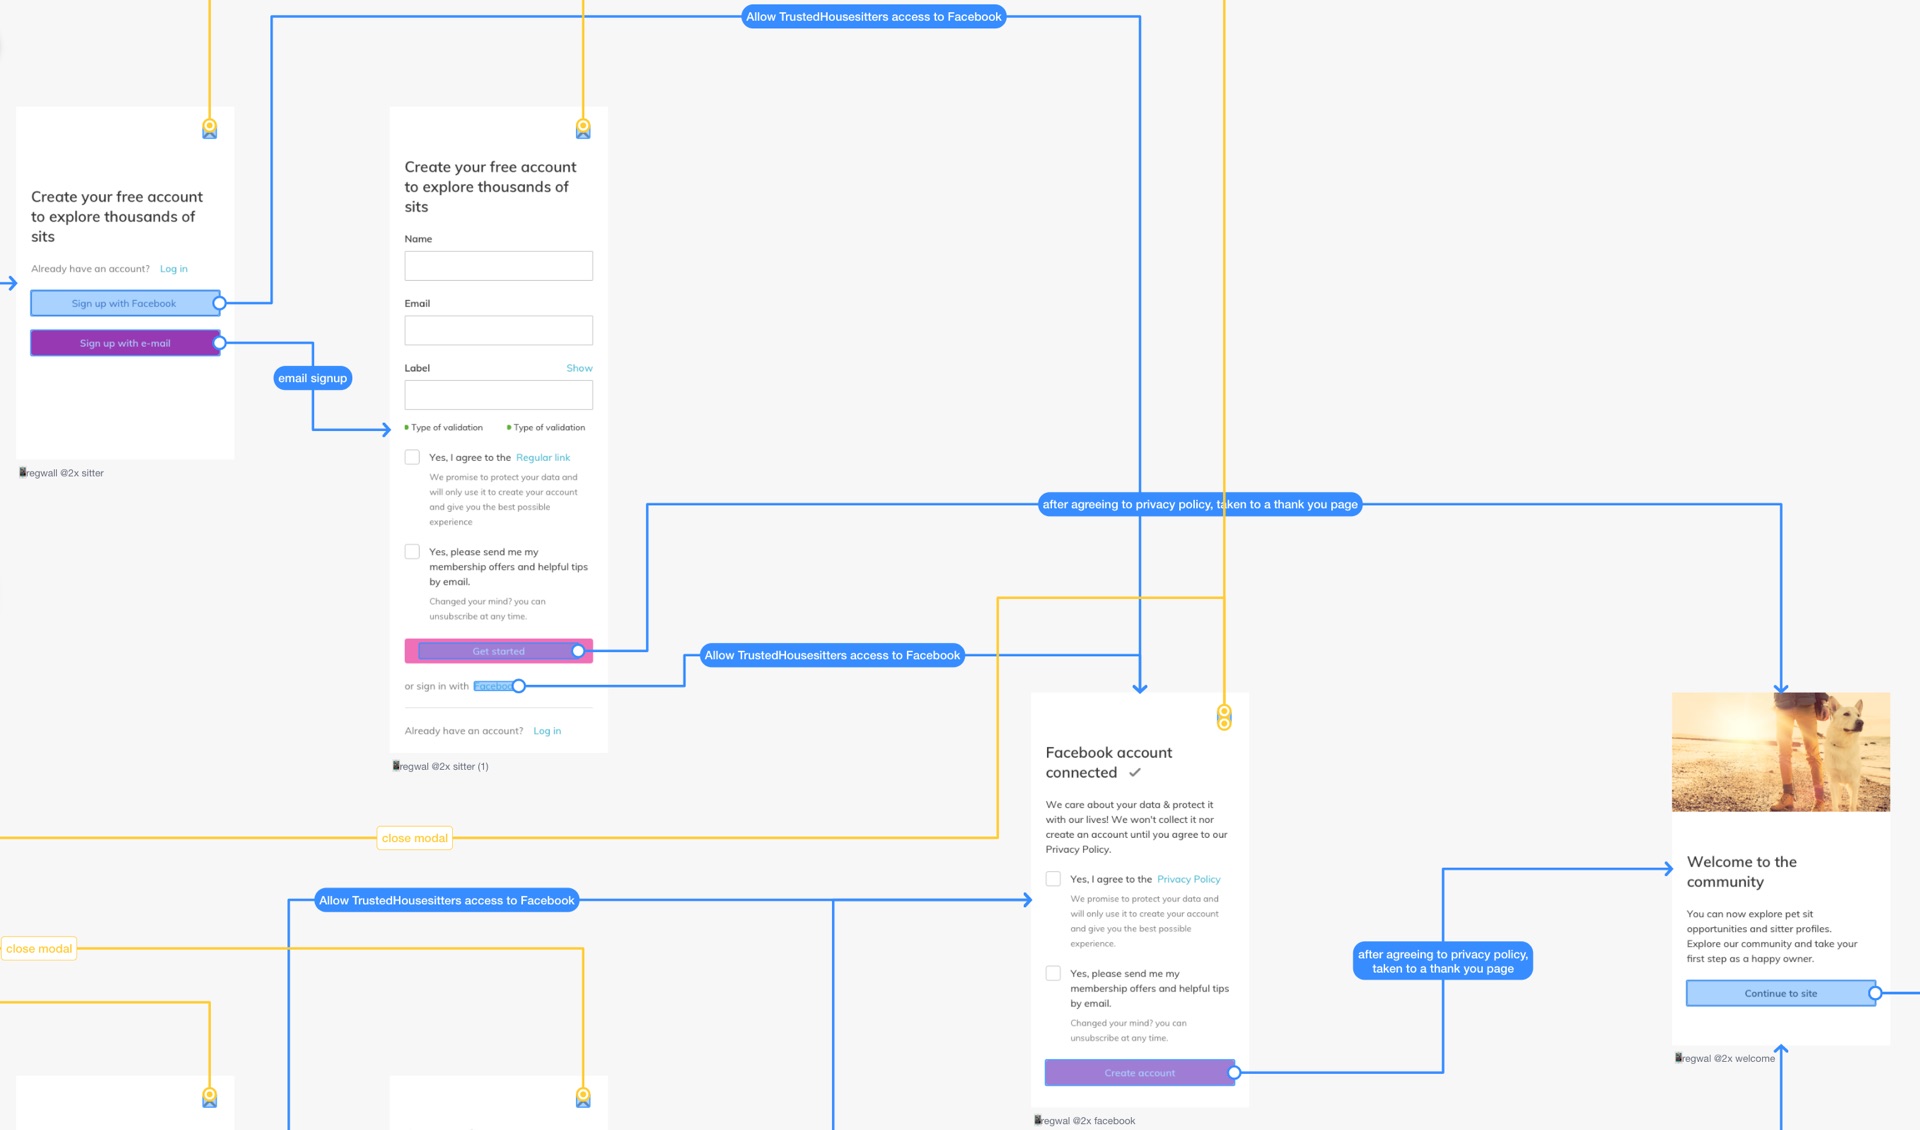 Allow TrustedHousesitters access to Facebook
Create your free account
to explore thousands of
sits
Already have an account? Log in
Sign up with Facebook
Sign up with e-mail
regwall @2x sitter
email signup
Create your free account
to explore thousands of
sits
Name
Email
Label Show
Type of validation Type of validation
Yes, I agree to the Regular link
We promise to protect your data and
will only use it to create your account
and give you the best possible
experience
Yes, please send me my
membership offers and helpful tips
by email.
Changed your mind? you can
unsubscribe at any time.
Get started
or sign in with Facebook
Already have an account? Log in
regwal @2x sitter (1)
after agreeing to privacy policy, taken to a thank you page
Allow TrustedHousesitters access to Facebook
close modal
Allow TrustedHousesitters access to Facebook
close modal
Facebook account
connected
We care about your data & protect it
with our lives! We won't collect it nor
create an account until you agree to our
Privacy Policy.
Yes, I agree to the Privacy Policy
We promise to protect your data and
will only use it to create your account
and give you the best possible
experience.
Yes, please send me my
membership offers and helpful tips
by email.
Changed your mind? you can
unsubscribe at any time.
Create account
regwal @2x facebook
after agreeing to privacy policy,
taken to a thank you page
Welcome to the
community
You can now explore pet sit
opportunities and sitter profiles.
Explore our community and take your
first step as a happy owner.
Continue to site
regwal @2x welcome